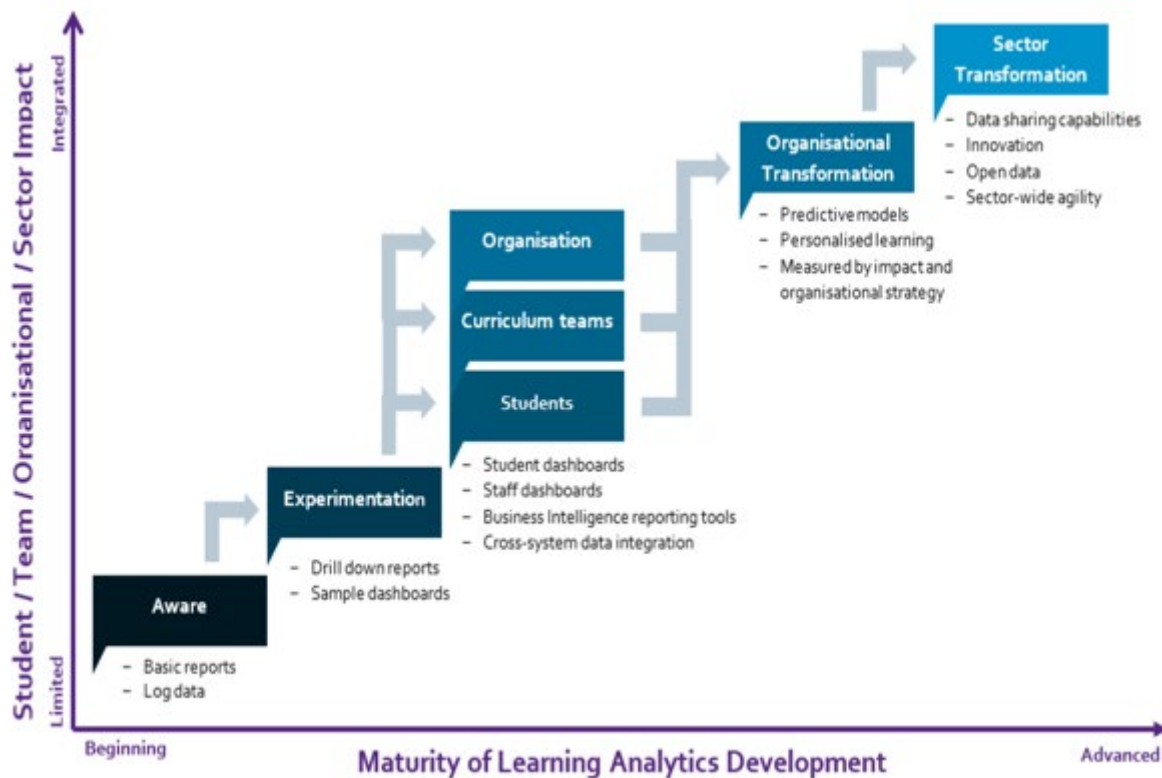 Student / Team / Organisational / Sector Impact
Integrated
Limited
Sector
Transformation
– Data sharing capabilities
– Innovation
– Open data
– Sector-wide agility
Organisational
Transformation
– Predictive models
– Personalised learning
– Measured by impact and
organisational strategy
Organisation
Curriculum teams
Students
– Student dashboards
– Staff dashboards
– Business Intelligence reporting tools
– Cross-system data integration
Experimentation
– Drill down reports
– Sample dashboards
Aware
– Basic reports
– Log data
Beginning
Maturity of Learning Analytics Development
Advanced